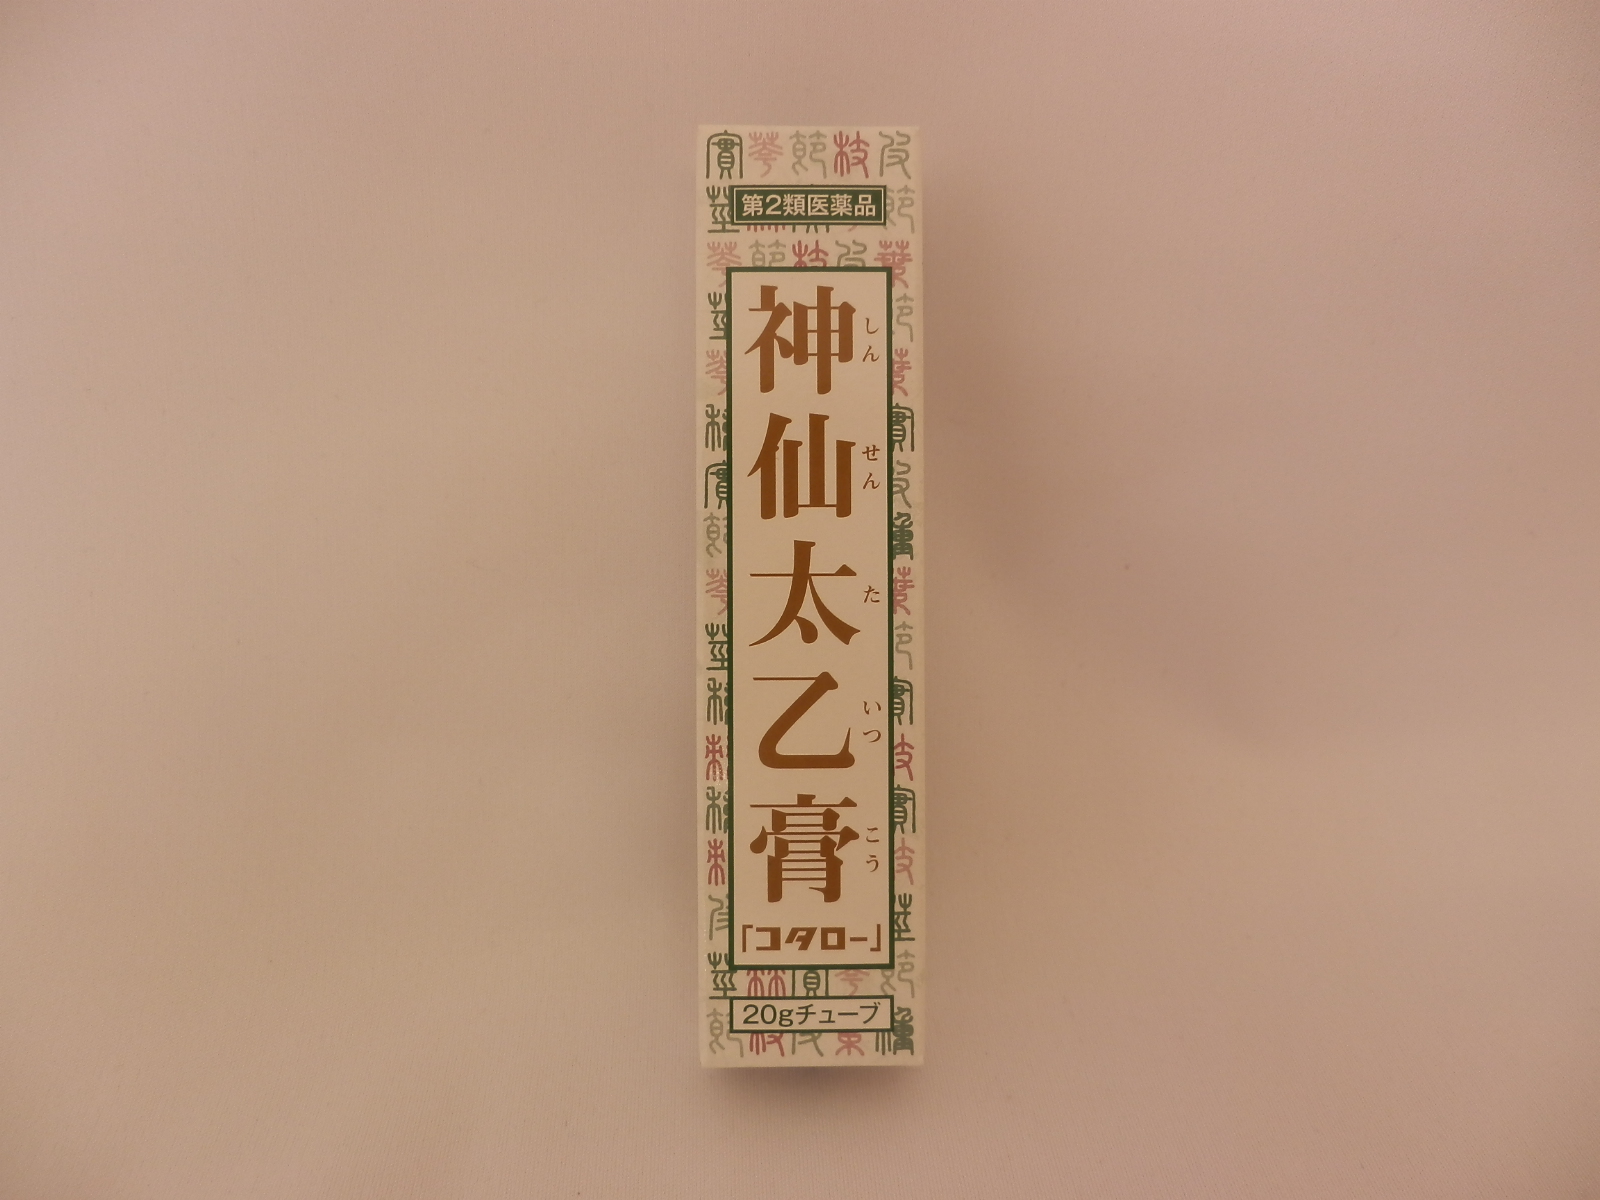 第2類医薬品
神仙太乙膏
しんせんたいつこう
「コタロー」
20gチューブ